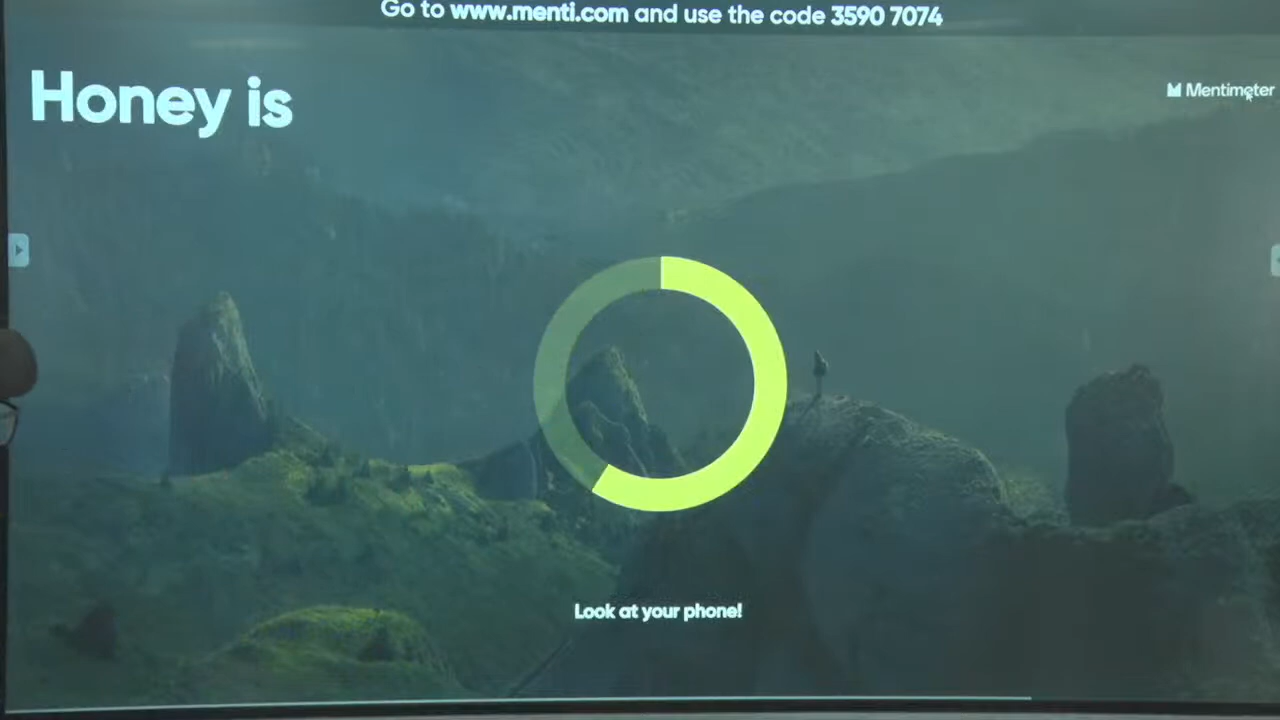 Go to www.menti.com and use the code 3590 7074
Honey is
Mentimeter
Look at your phone!